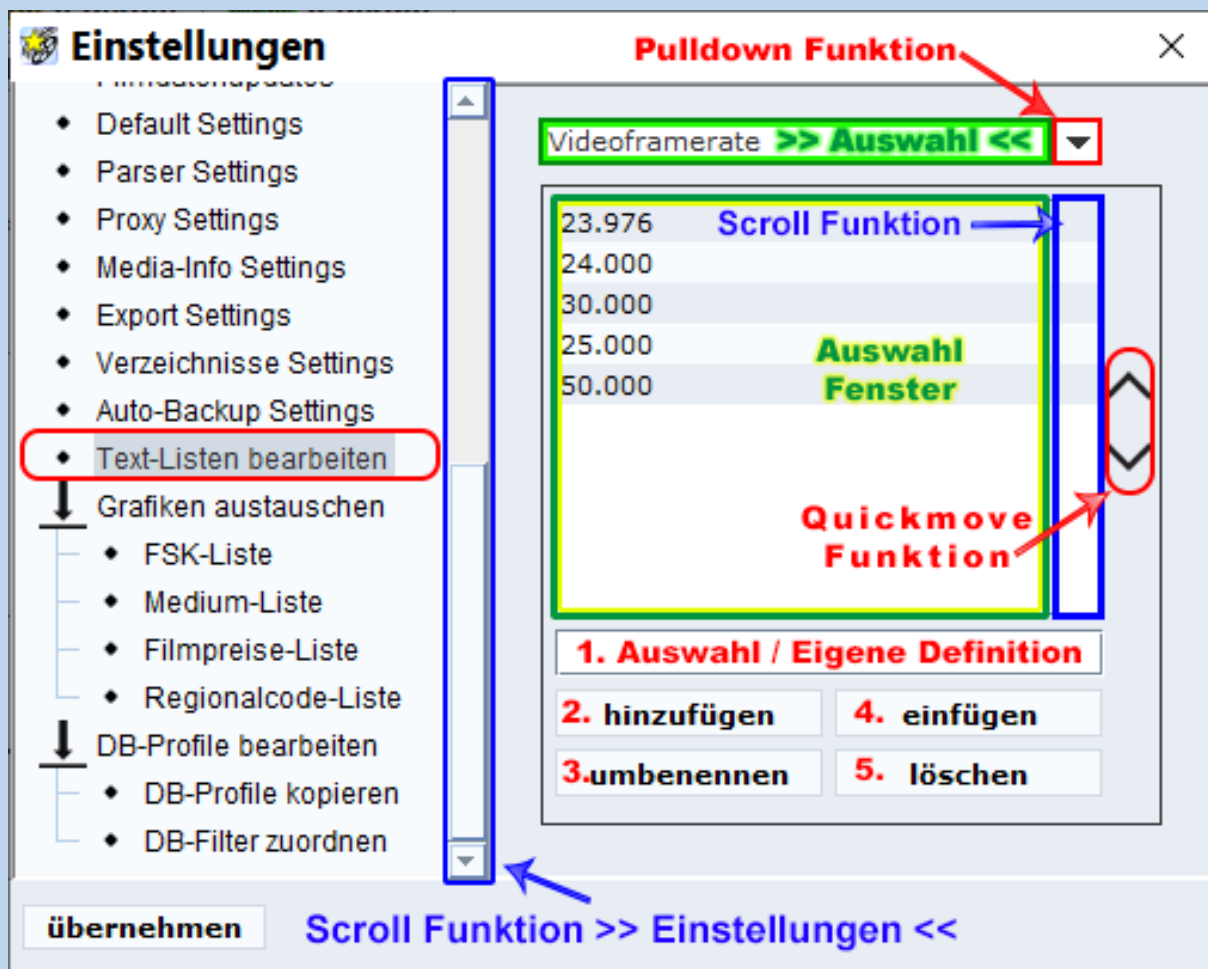 Einstellungen
Pulldown Funktion
Default Settings
Parser Settings
Proxy Settings
Media-Info Settings
Export Settings
Verzeichnisse Settings
Auto-Backup Settings
Text-Listen bearbeiten
Grafiken austauschen
FSK-Liste
Medium-Liste
Filmpreise-Liste
Regionalcode-Liste
DB-Profile bearbeiten
DB-Profile kopieren
DB-Filter zuordnen
Videoframerate >> Auswahl <<
23.976 Scroll Funktion
24.000
30.000
25.000
50.000
Auswahl
Fenster
Quickmove
Funktion
1. Auswahl / Eigene Definition
2. hinzufügen
4. einfügen
3. umbenennen
5. löschen
übernehmen
Scroll Funktion >> Einstellungen <<